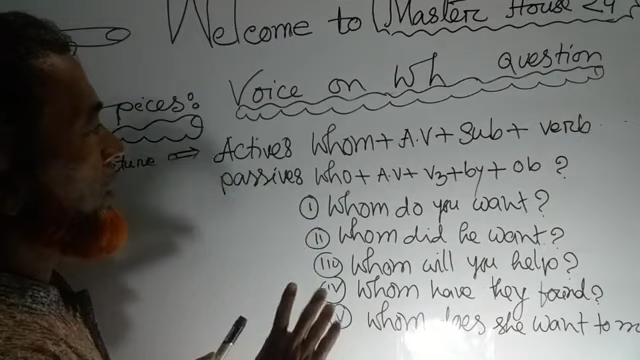 Welcome to Master House
Voice on Wh question
pices:
Actives Whom + A.V + Sub + verb.
passives Who + A.V + V3 + by + Ob ?
i Whom do you want?
ii Whom did he want?
iii Whom will you help?
iv Whom have they found?
Whom does she want to